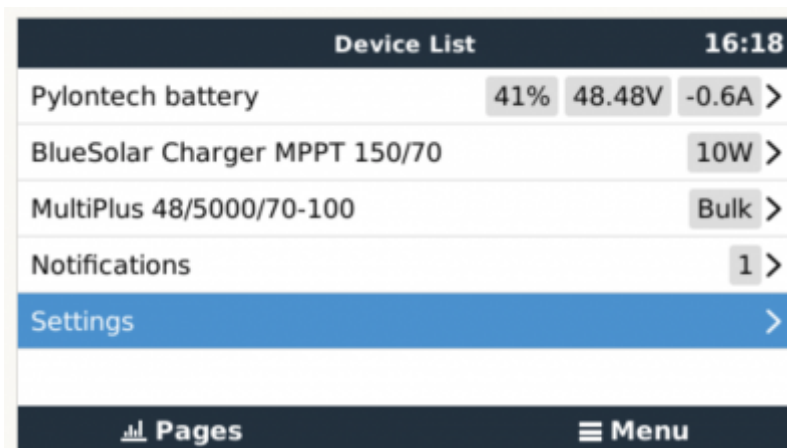 Device List 16:18
Pylontech battery 41% 48.48V -0.6A
BlueSolar Charger MPPT 150/70 10W
MultiPlus 48/5000/70-100 Bulk
Notifications 1
Settings
Pages Menu